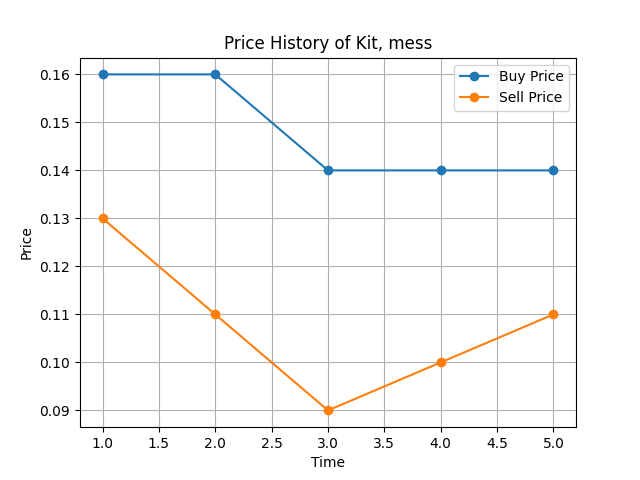 Price History of Kit, mess
Buy Price
Sell Price
0.16
0.15
0.14
0.13
0.12
0.11
0.10
0.09
Price
1.0 1.5 2.0 2.5 3.0 3.5 4.0 4.5 5.0
Time